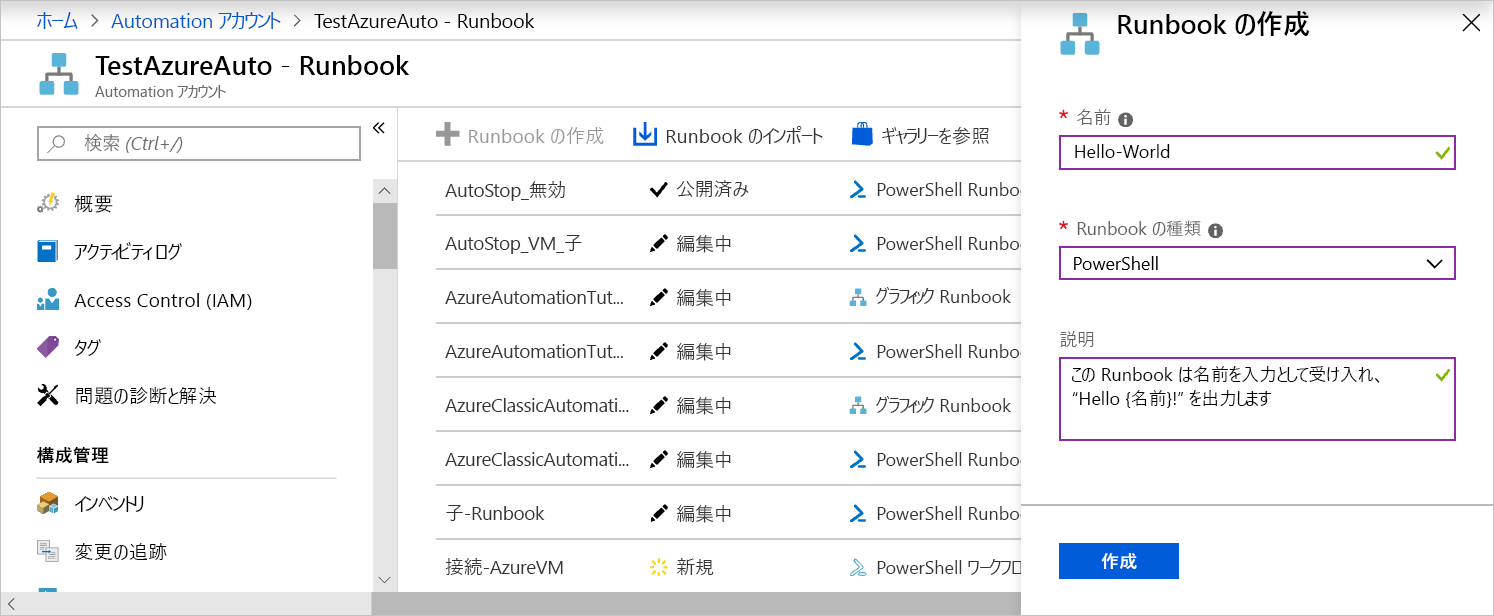 ホーム > Automation アカウント > TestAzureAuto - Runbook
TestAzureAuto - Runbook
Automation アカウント
検索 (Ctrl+/)
概要
アクティビティログ
Access Control (IAM)
タグ
問題の診断と解決
構成管理
インベントリ
変更の追跡
Runbook の作成 Runbook のインポート ギャラリーを参照
AutoStop_無効 公開済み PowerShell Runbo
AutoStop_VM_子 編集中 PowerShell Runbo
AzureAutomationTut... 編集中 グラフィック Runbook
AzureAutomationTut... 編集中 PowerShell Runbo
AzureClassicAutomati... 編集中 グラフィック Runbook
AzureClassicAutomati... 編集中 PowerShell Runbo
子-Runbook 編集中 PowerShell Runbo
接続-AzureVM 新規 PowerShell ワークフロ
Runbook の作成
* 名前
Hello-World
* Runbook の種類
PowerShell
説明
この Runbook は名前を入力として受け入れ、
“Hello {名前}!” を出力します
作成